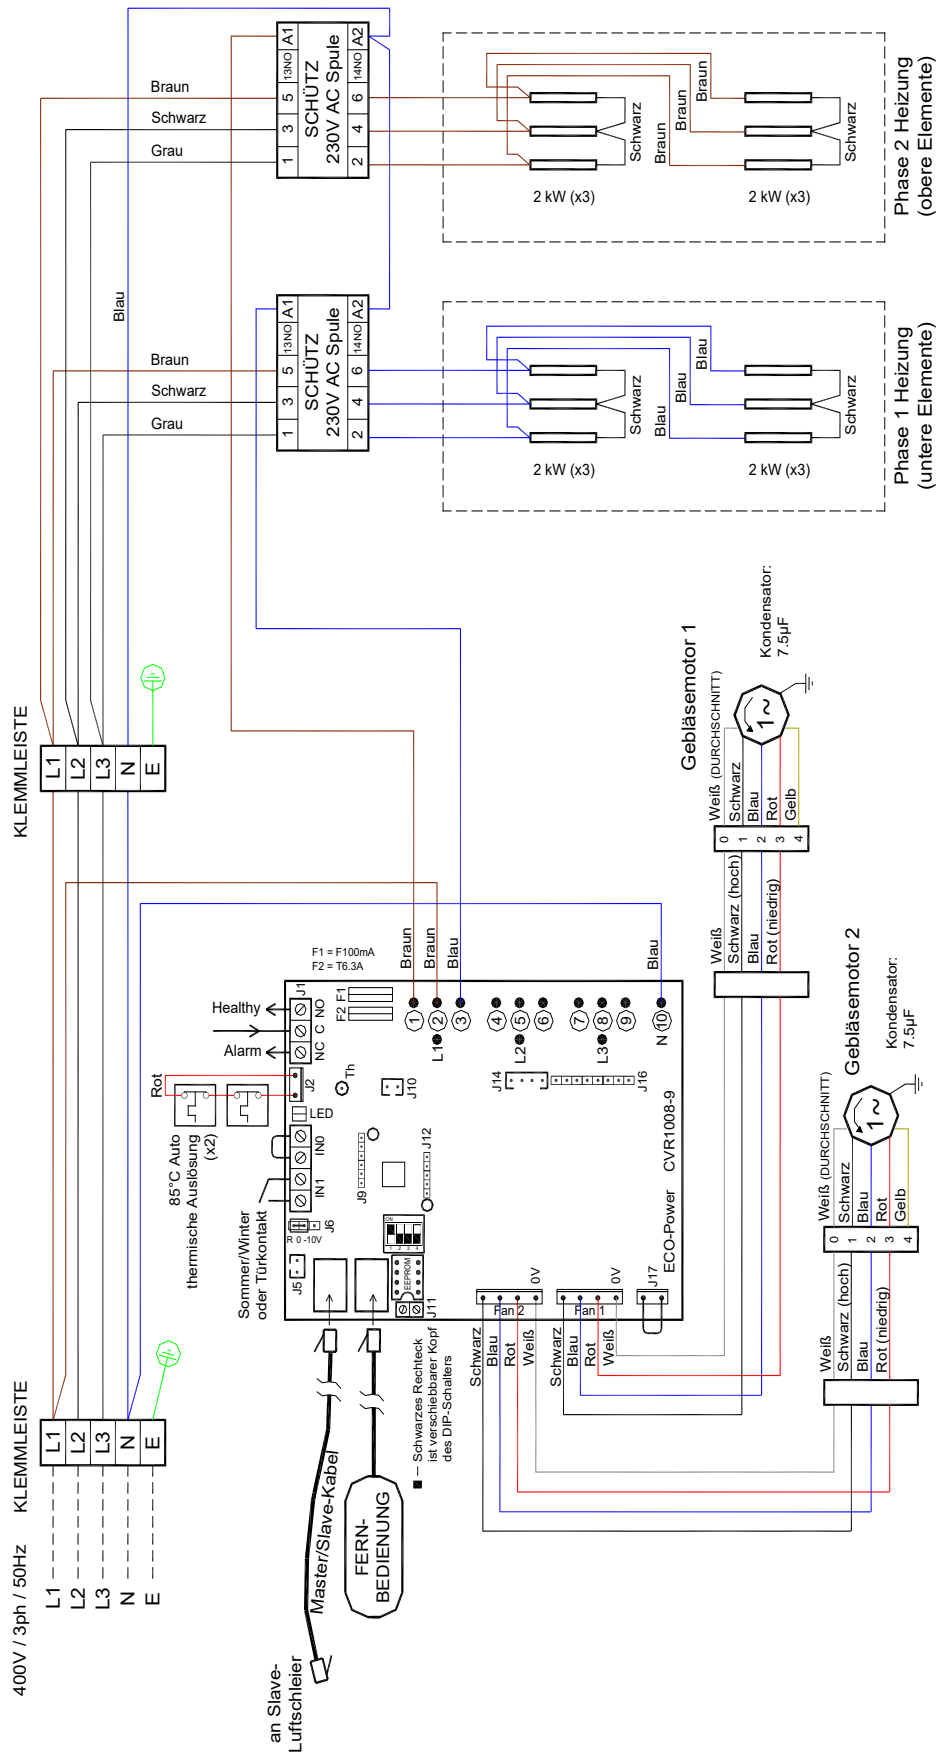 400V / 3ph / 50Hz
KLEMMLEISTE
L1
L2
L3
N
E
L1
L2
L3
N
E
KLEMMLEISTE
L1
L2
L3
N
E
Braun
Schwarz
Grau
Braun
Schwarz
Grau
Blau
SCHÜTZ
230V AC Spule
1
3
5
13NO
A1
2
4
6
14NO
A2
SCHÜTZ
230V AC Spule
1
3
5
13NO
A1
2
4
6
14NO
A2
Braun
Braun
Braun
Schwarz
Schwarz
2 kW (x3)
2 kW (x3)
Phase 2 Heizung
(obere Elemente)
Blau
Blau
Blau
Schwarz
Schwarz
2 kW (x3)
2 kW (x3)
Phase 1 Heizung
(untere Elemente)
an Slave-
Luftschleier
Master/Slave-Kabel
FERN-
BEDIENUNG
Schwarzes Rechteck
ist verschiebbarer Kopf
des DIP-Schalters
Sommer/Winter
oder Türkontakt
85°C Auto
thermische Auslösung
(x2)
Rot
Alarm
Healthy
NC C NO
J1
J2
LED
IN0
IN1
J6
R 0 -10V
J5
Th
F2
F1
F1 = F100mA
F2 = T6.3A
J10
J9
J12
ON
1 2 3 4
EEPROM
J11
J14
J16
J17
Braun
Braun
Blau
Blau
1
2
3
4
5
6
7
8
9
N 10
L1
L2
L3
ECO-Power CVR1008-9
Fan 2
0V
Fan 1
0V
Schwarz
Blau
Rot
Weiß
Schwarz
Blau
Rot
Weiß
Weiß
Schwarz (hoch)
Blau
Rot (niedrig)
0
1
2
3
4
Weiß (DURCHSCHNITT)
Schwarz
Blau
Rot
Gelb
1~
Gebläsemotor 1
Kondensator:
7.5µF
Weiß
Schwarz (hoch)
Blau
Rot (niedrig)
0
1
2
3
4
Weiß (DURCHSCHNITT)
Schwarz
Blau
Rot
Gelb
1~
Gebläsemotor 2
Kondensator:
7.5µF